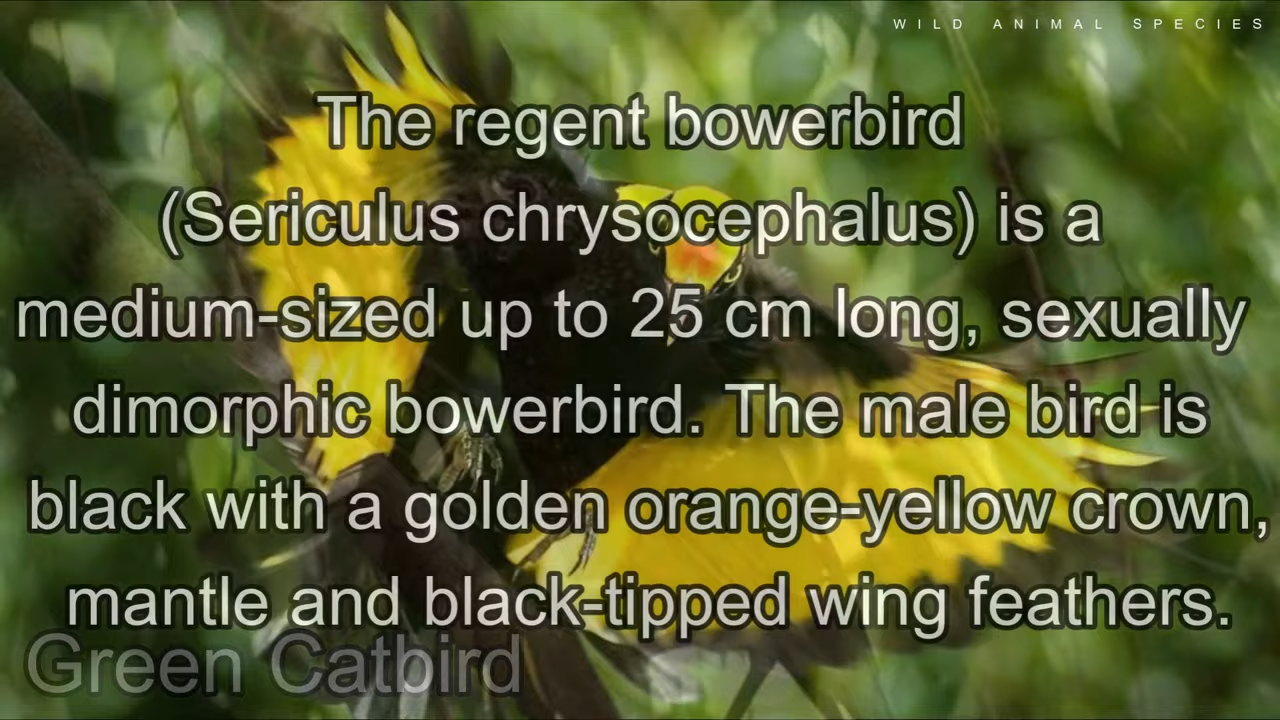 WILD ANIMAL SPECIES
The regent bowerbird
(Sericulus chrysocephalus) is a
medium-sized up to 25 cm long, sexually
dimorphic bowerbird. The male bird is
black with a golden orange-yellow crown,
mantle and black-tipped wing feathers.
Green Catbird